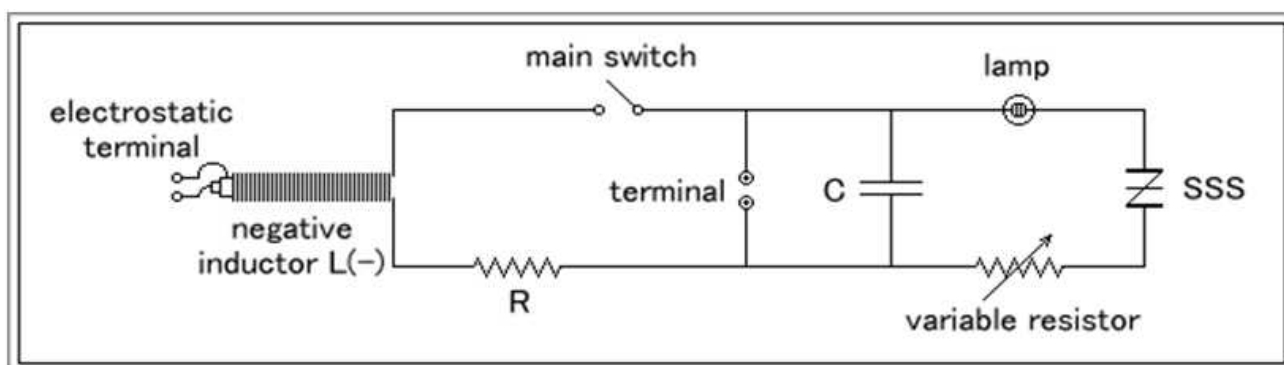 main switch
lamp
electrostatic
terminal
terminal
C
SSS
negative
inductor L(−)
R
variable resistor